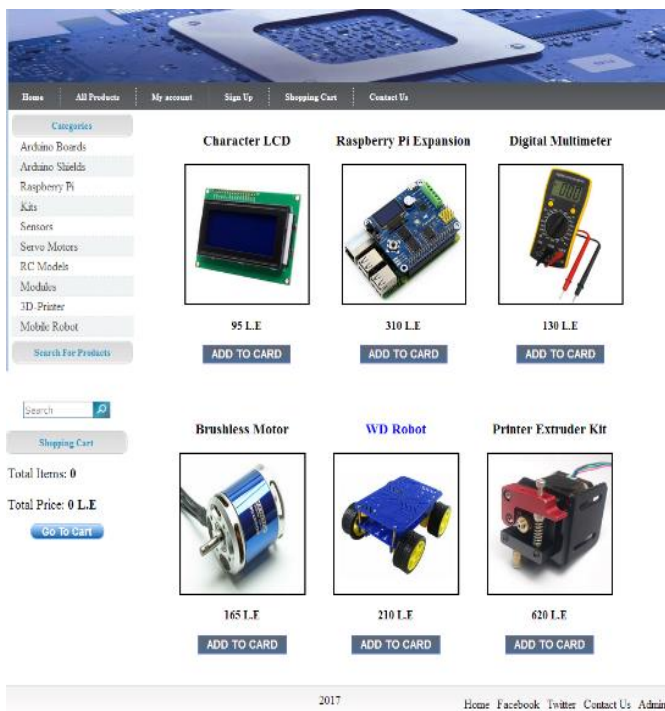 Home All Products My account Sign Up Shopping Cart Contact Us
Categories
Arduino Boards
Arduino Shields
Raspberry Pi
Kits
Sensors
Servo Motors
RC Models
Modules
3D-Printer
Mobile Robot
Search For Products
Search
Shopping Cart
Total Items: 0
Total Price: 0 L.E
Go To Cart
Character LCD Raspberry Pi Expansion Digital Multimeter
95 L.E 310 L.E 130 L.E
ADD TO CARD ADD TO CARD ADD TO CARD
Brushless Motor WD Robot Printer Extruder Kit
165 L.E 210 L.E 620 L.E
ADD TO CARD ADD TO CARD ADD TO CARD
2017 Home Facebook Twitter Contact Us Admin